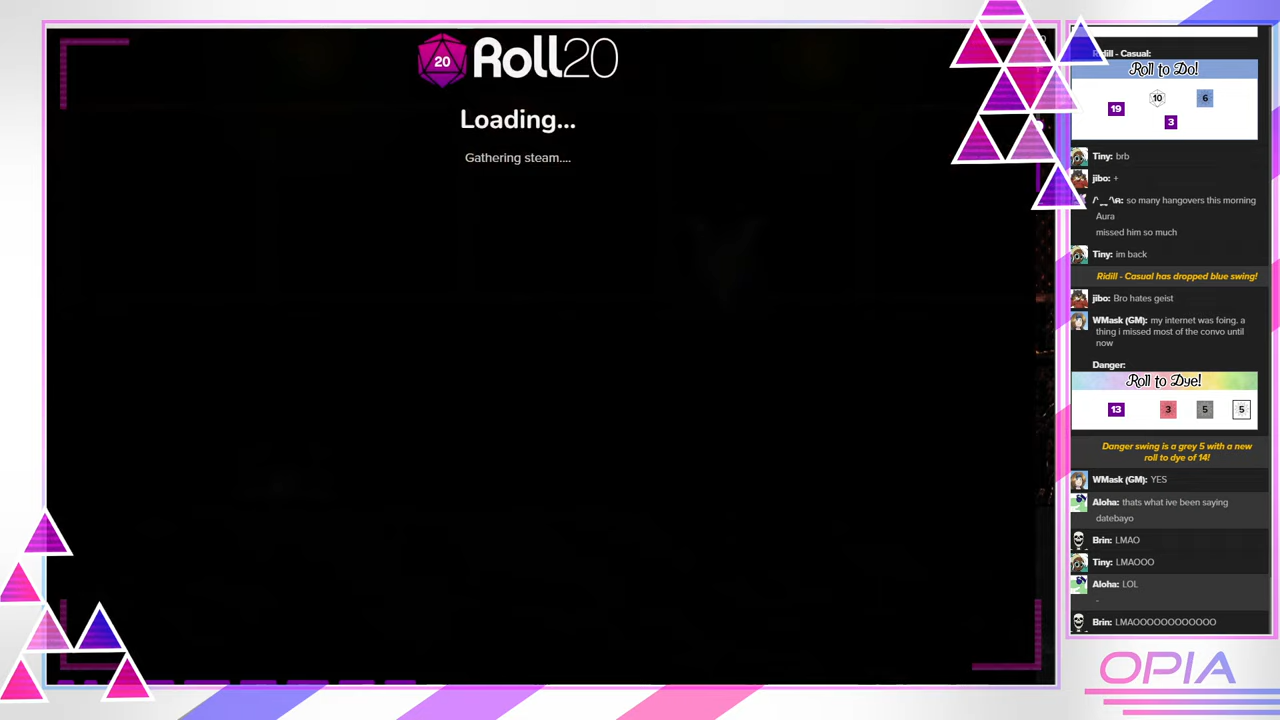 20
Roll20
Loading...
Gathering steam....
Ridill - Casual:
Roll to Do!
19
10
6
3
Tiny: brb
jibo: +
so many hangovers this morning
Aura
missed him so much
Tiny: im back
Ridill - Casual has dropped blue swing!
jibo: Bro hates geist
WMask (GM): my internet was foing. a
thing i missed most of the convo until
now
Danger:
Roll to Dye!
13
3
5
5
Danger swing is a grey 5 with a new
roll to dye of 14!
WMask (GM): YES
Aloha: thats what ive been saying
datebayo
Brin: LMAO
Tiny: LMAOOO
Aloha: LOL
-
Brin: LMAOOOOOOOOOOOO
OPIA